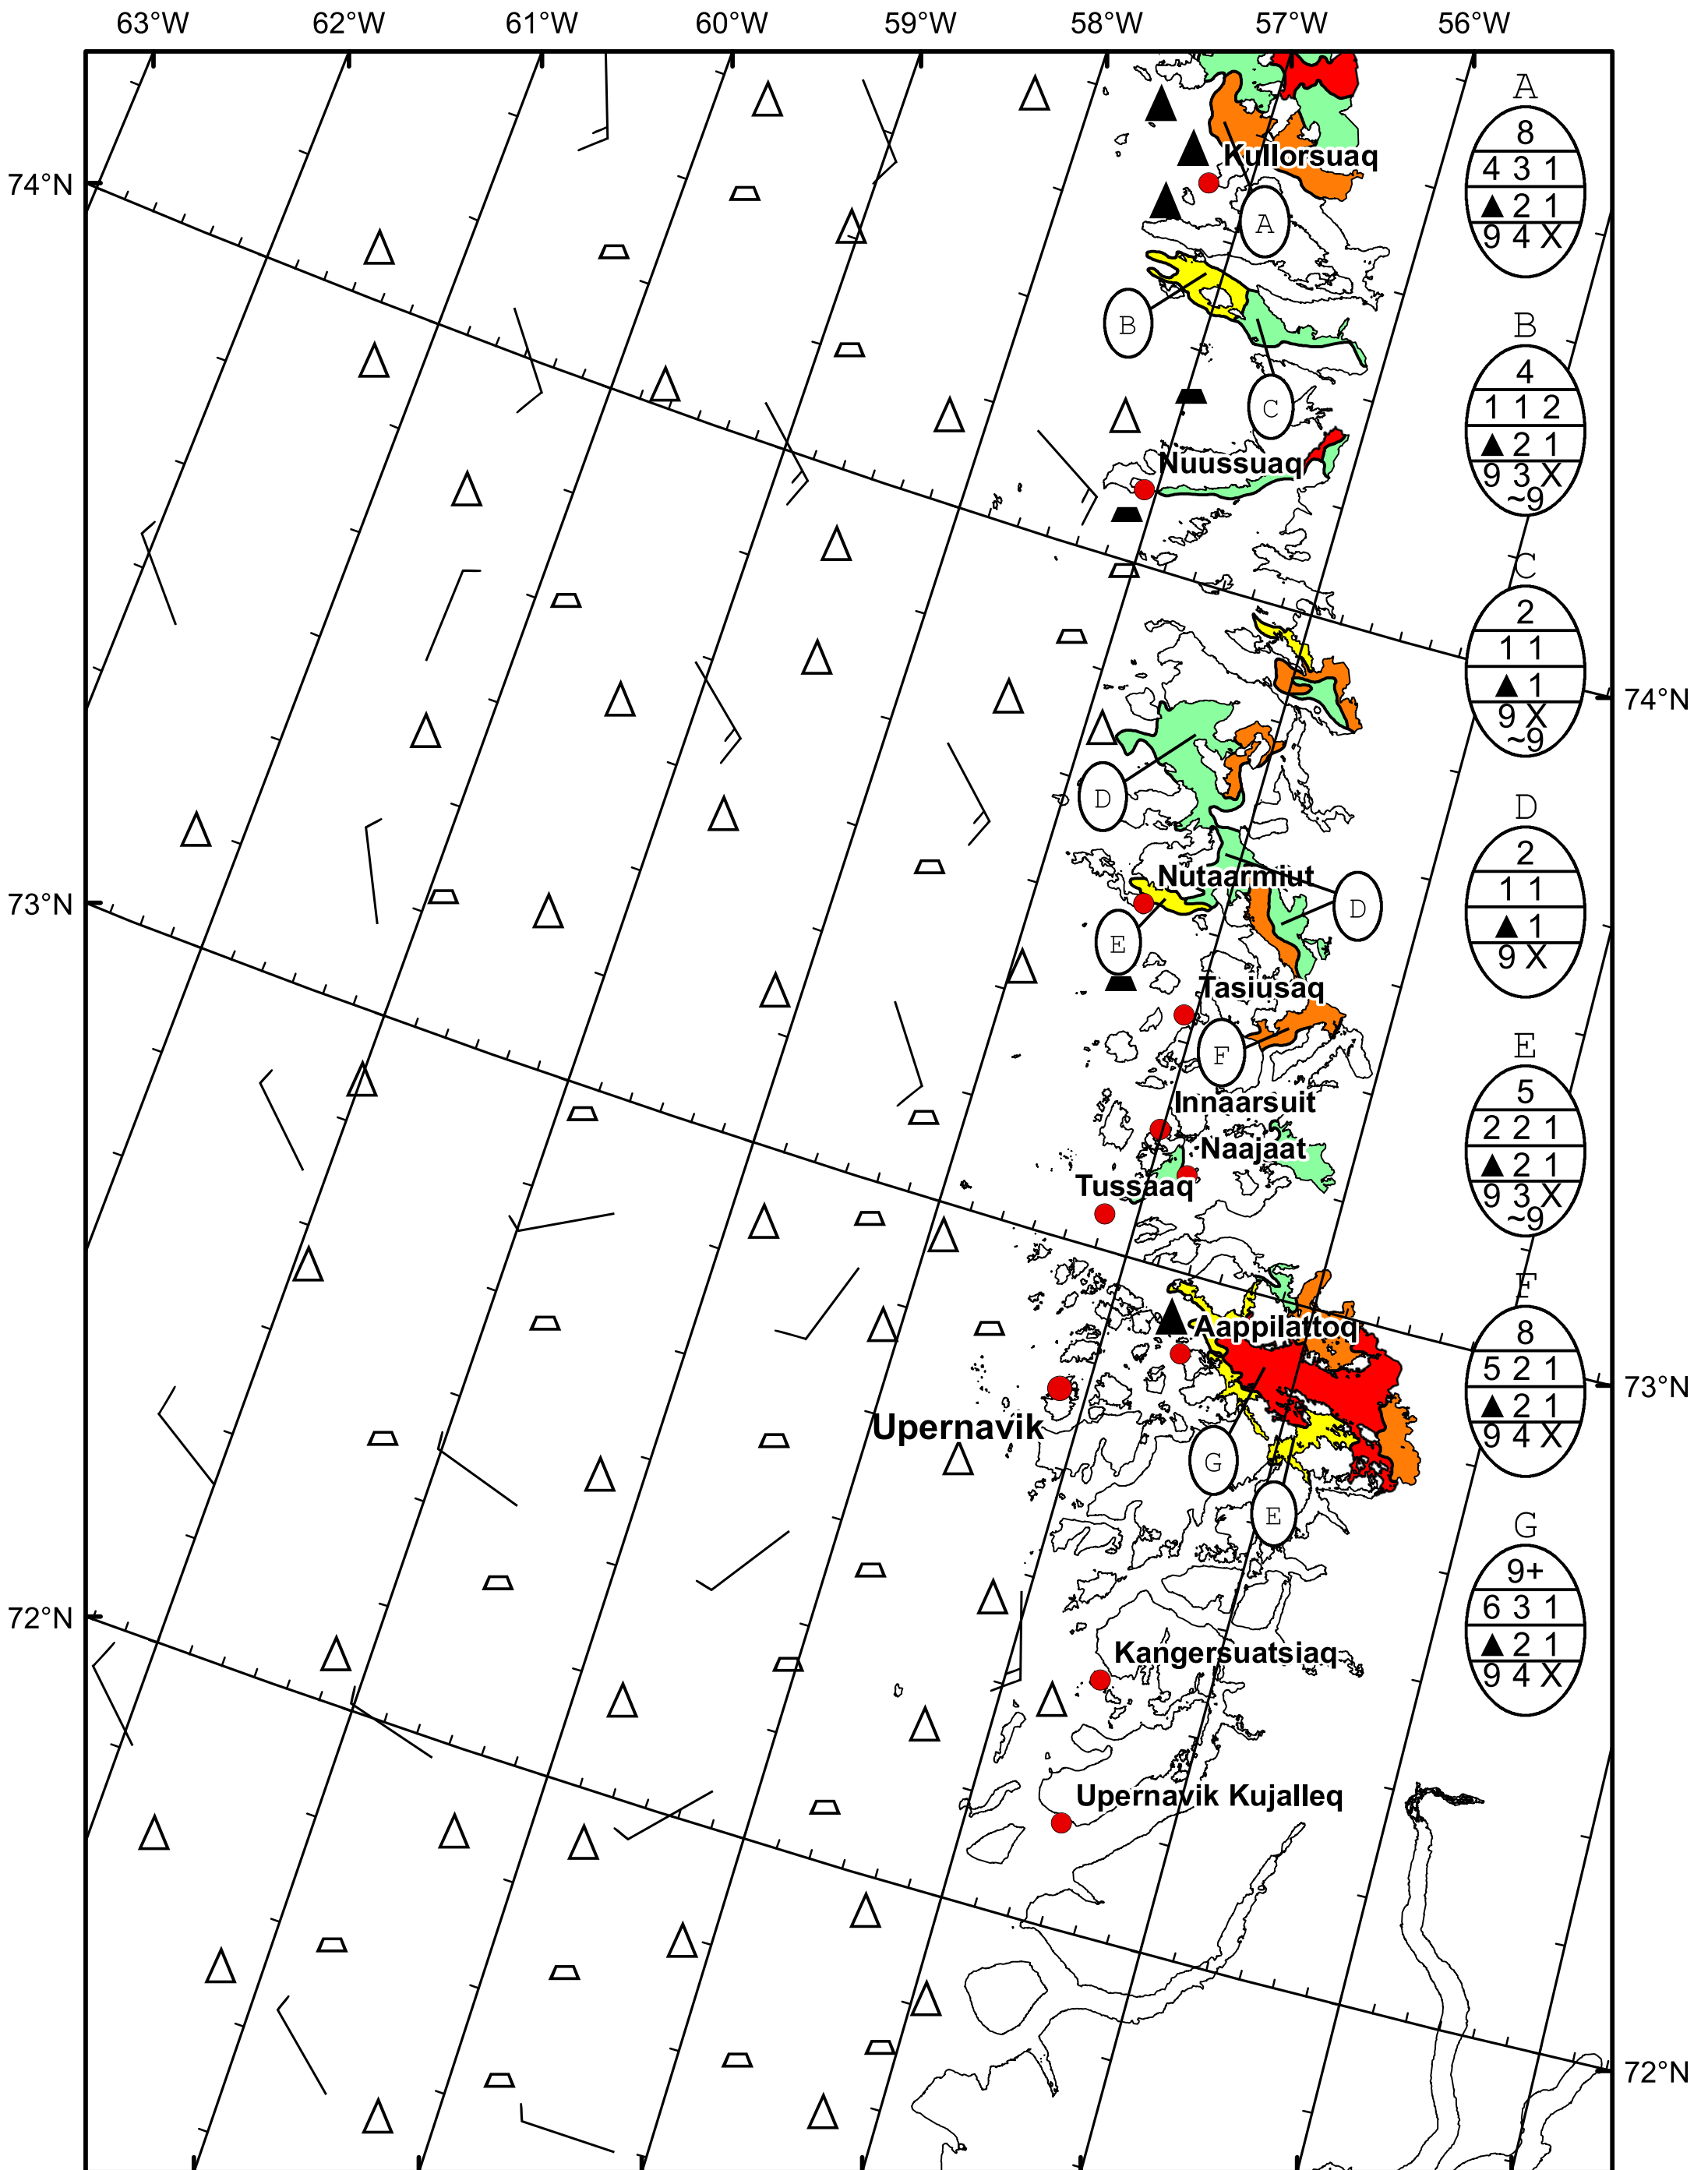 63°W 62°W 61°W 60°W 59°W 58°W 57°W 56°W
74°N
73°N
72°N
74°N
73°N
72°N
Kullorsuaq
A
B
C
Nuussuaq
D
Nutaarmiut
D
E
Tasiusaq
F
Innaarsuit
Naajaat
Tussaaq
Aappilattoq
Upernavik
G
E
Kangersuatsiaq
Upernavik Kujalleq
A
8
4 3 1
▲ 2 1
9 4 X
B
4
1 1 2
▲ 2 1
9 3 X
~9
C
2
1 1
▲ 1
9 X
~9
D
2
1 1
▲ 1
9 X
E
5
2 2 1
▲ 2 1
9 3 X
~9
F
8
5 2 1
▲ 2 1
9 4 X
G
9+
6 3 1
▲ 2 1
9 4 X